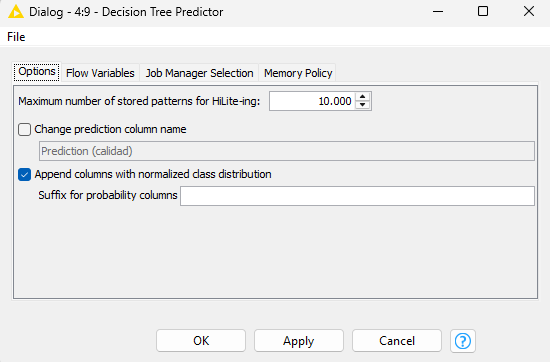 Dialog - 4:9 - Decision Tree Predictor
File
Options Flow Variables Job Manager Selection Memory Policy
Maximum number of stored patterns for HiLite-ing: 10.000
Change prediction column name
Prediction (calidad)
Append columns with normalized class distribution
Suffix for probability columns
OK Apply Cancel ?